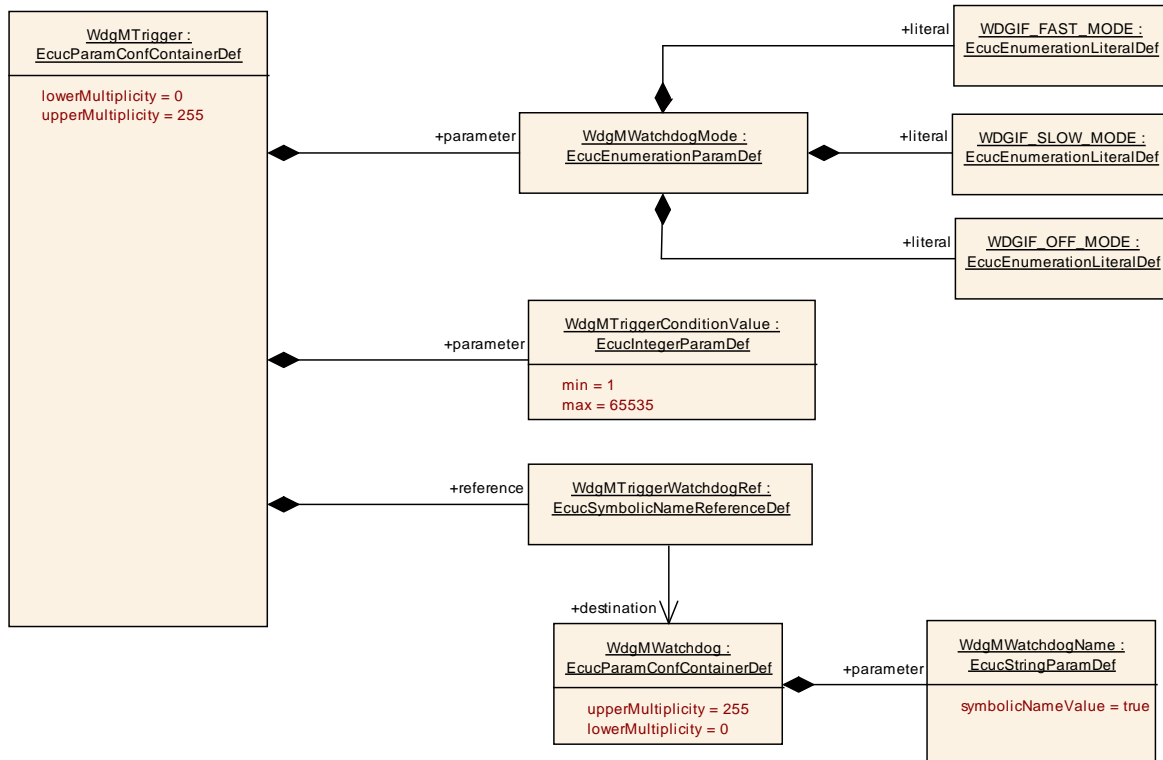 WdgMTrigger :
EcucParamConfContainerDef
lowerMultiplicity = 0
upperMultiplicity = 255
+parameter
WdgMWatchdogMode :
EcucEnumerationParamDef
+literal
WDGIF_FAST_MODE :
EcucEnumerationLiteralDef
+literal
WDGIF_SLOW_MODE :
EcucEnumerationLiteralDef
+literal
WDGIF_OFF_MODE :
EcucEnumerationLiteralDef
+parameter
WdgMTriggerConditionValue :
EcucIntegerParamDef
min = 1
max = 65535
+reference
WdgMTriggerWatchdogRef :
EcucSymbolicNameReferenceDef
+destination
WdgMWatchdog :
EcucParamConfContainerDef
upperMultiplicity = 255
lowerMultiplicity = 0
+parameter
WdgMWatchdogName :
EcucStringParamDef
symbolicNameValue = true